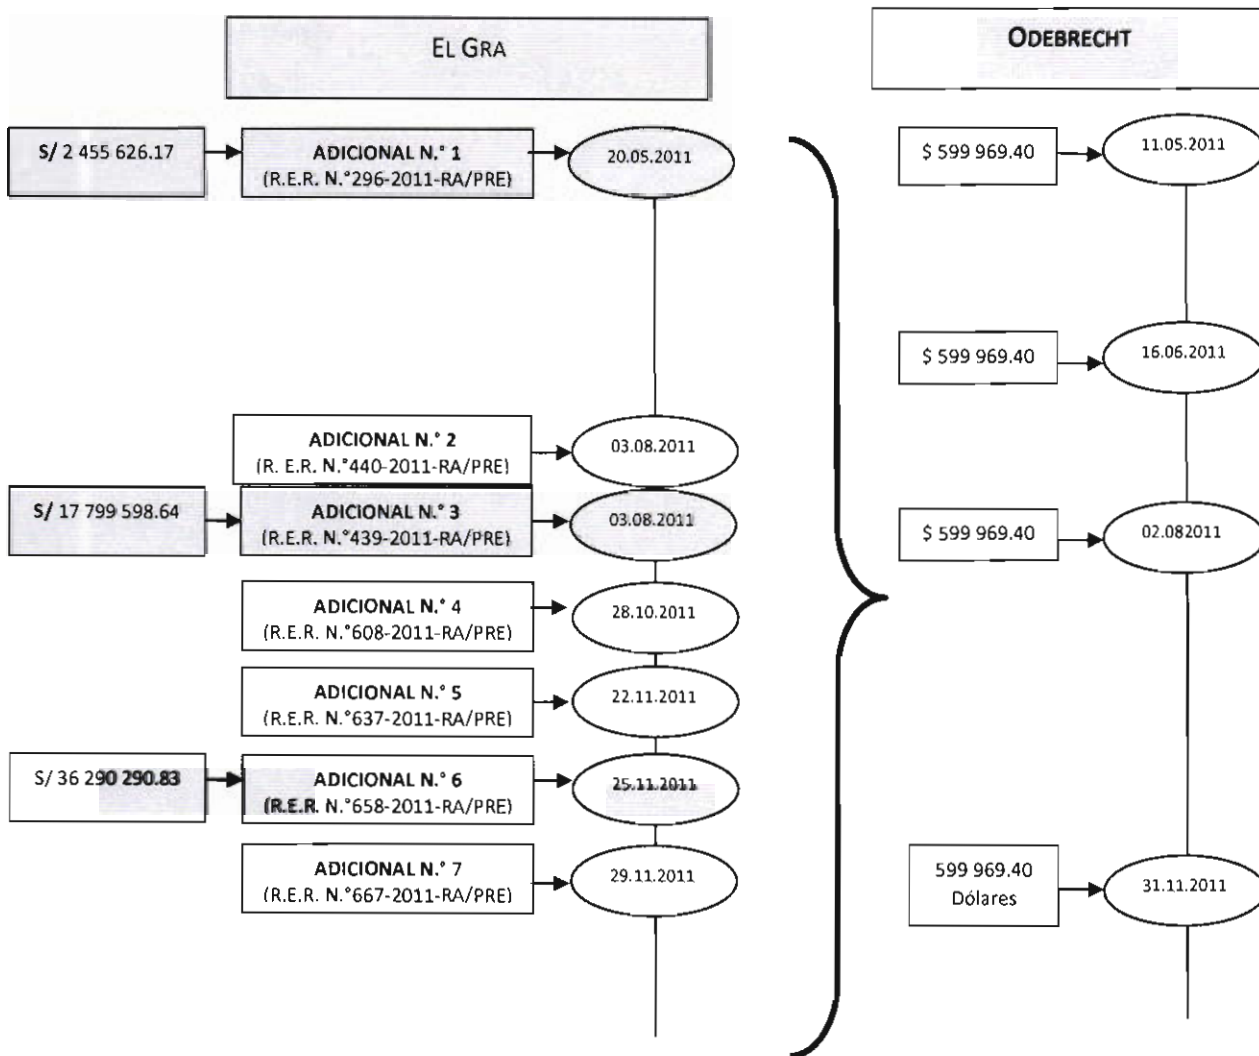 EL GRA
S/ 2 455 626.17
ADICIONAL N.° 1
(R.E.R. N.°296-2011-RA/PRE)
20.05.2011
ADICIONAL N.° 2
(R. E.R. N.°440-2011-RA/PRE)
03.08.2011
S/ 17 799 598.64
ADICIONAL N.° 3
(R.E.R. N.°439-2011-RA/PRE)
03.08.2011
ADICIONAL N.° 4
(R.E.R. N.°608-2011-RA/PRE)
28.10.2011
ADICIONAL N.° 5
(R.E.R. N.°637-2011-RA/PRE)
22.11.2011
S/ 36 290 290.83
ADICIONAL N.° 6
(R.E.R. N.°658-2011-RA/PRE)
25.11.2011
ADICIONAL N.° 7
(R.E.R. N.°667-2011-RA/PRE)
29.11.2011
ODEBRECHT
$ 599 969.40
11.05.2011
$ 599 969.40
16.06.2011
$ 599 969.40
02.082011
599 969.40
Dólares
31.11.2011